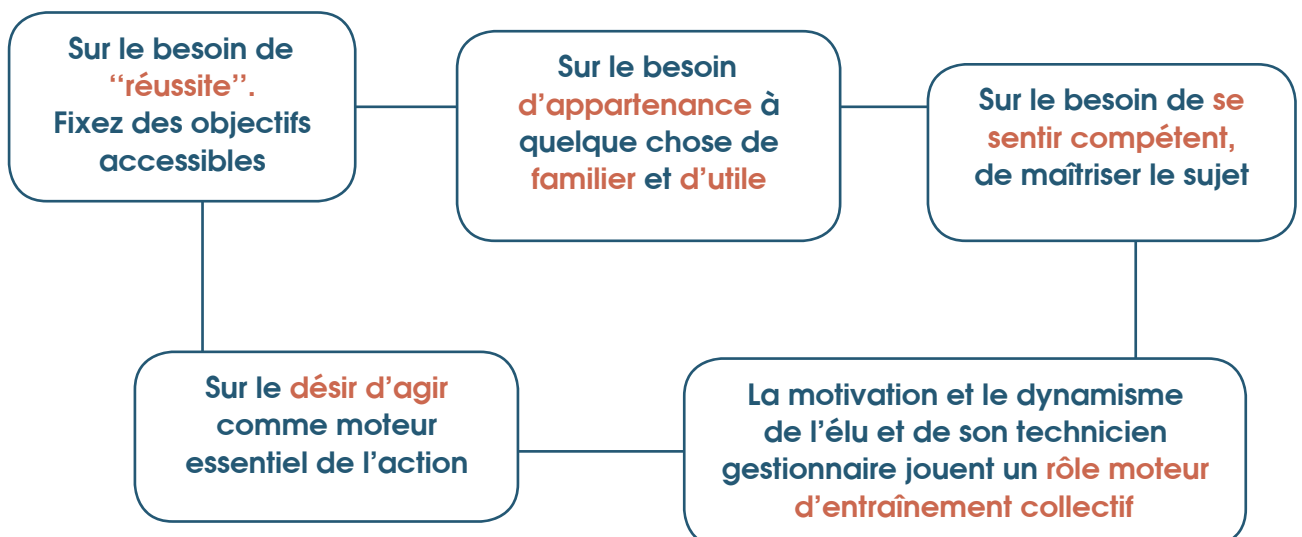 Sur le besoin de
‘‘réussite’’.
Fixez des objectifs
accessibles
Sur le besoin
d’appartenance à
quelque chose de
familier et d’utile
Sur le besoin de se
sentir compétent,
de maîtriser le sujet
Sur le désir d’agir
comme moteur
essentiel de l’action
La motivation et le dynamisme
de l’élu et de son technicien
gestionnaire jouent un rôle moteur
d’entraînement collectif